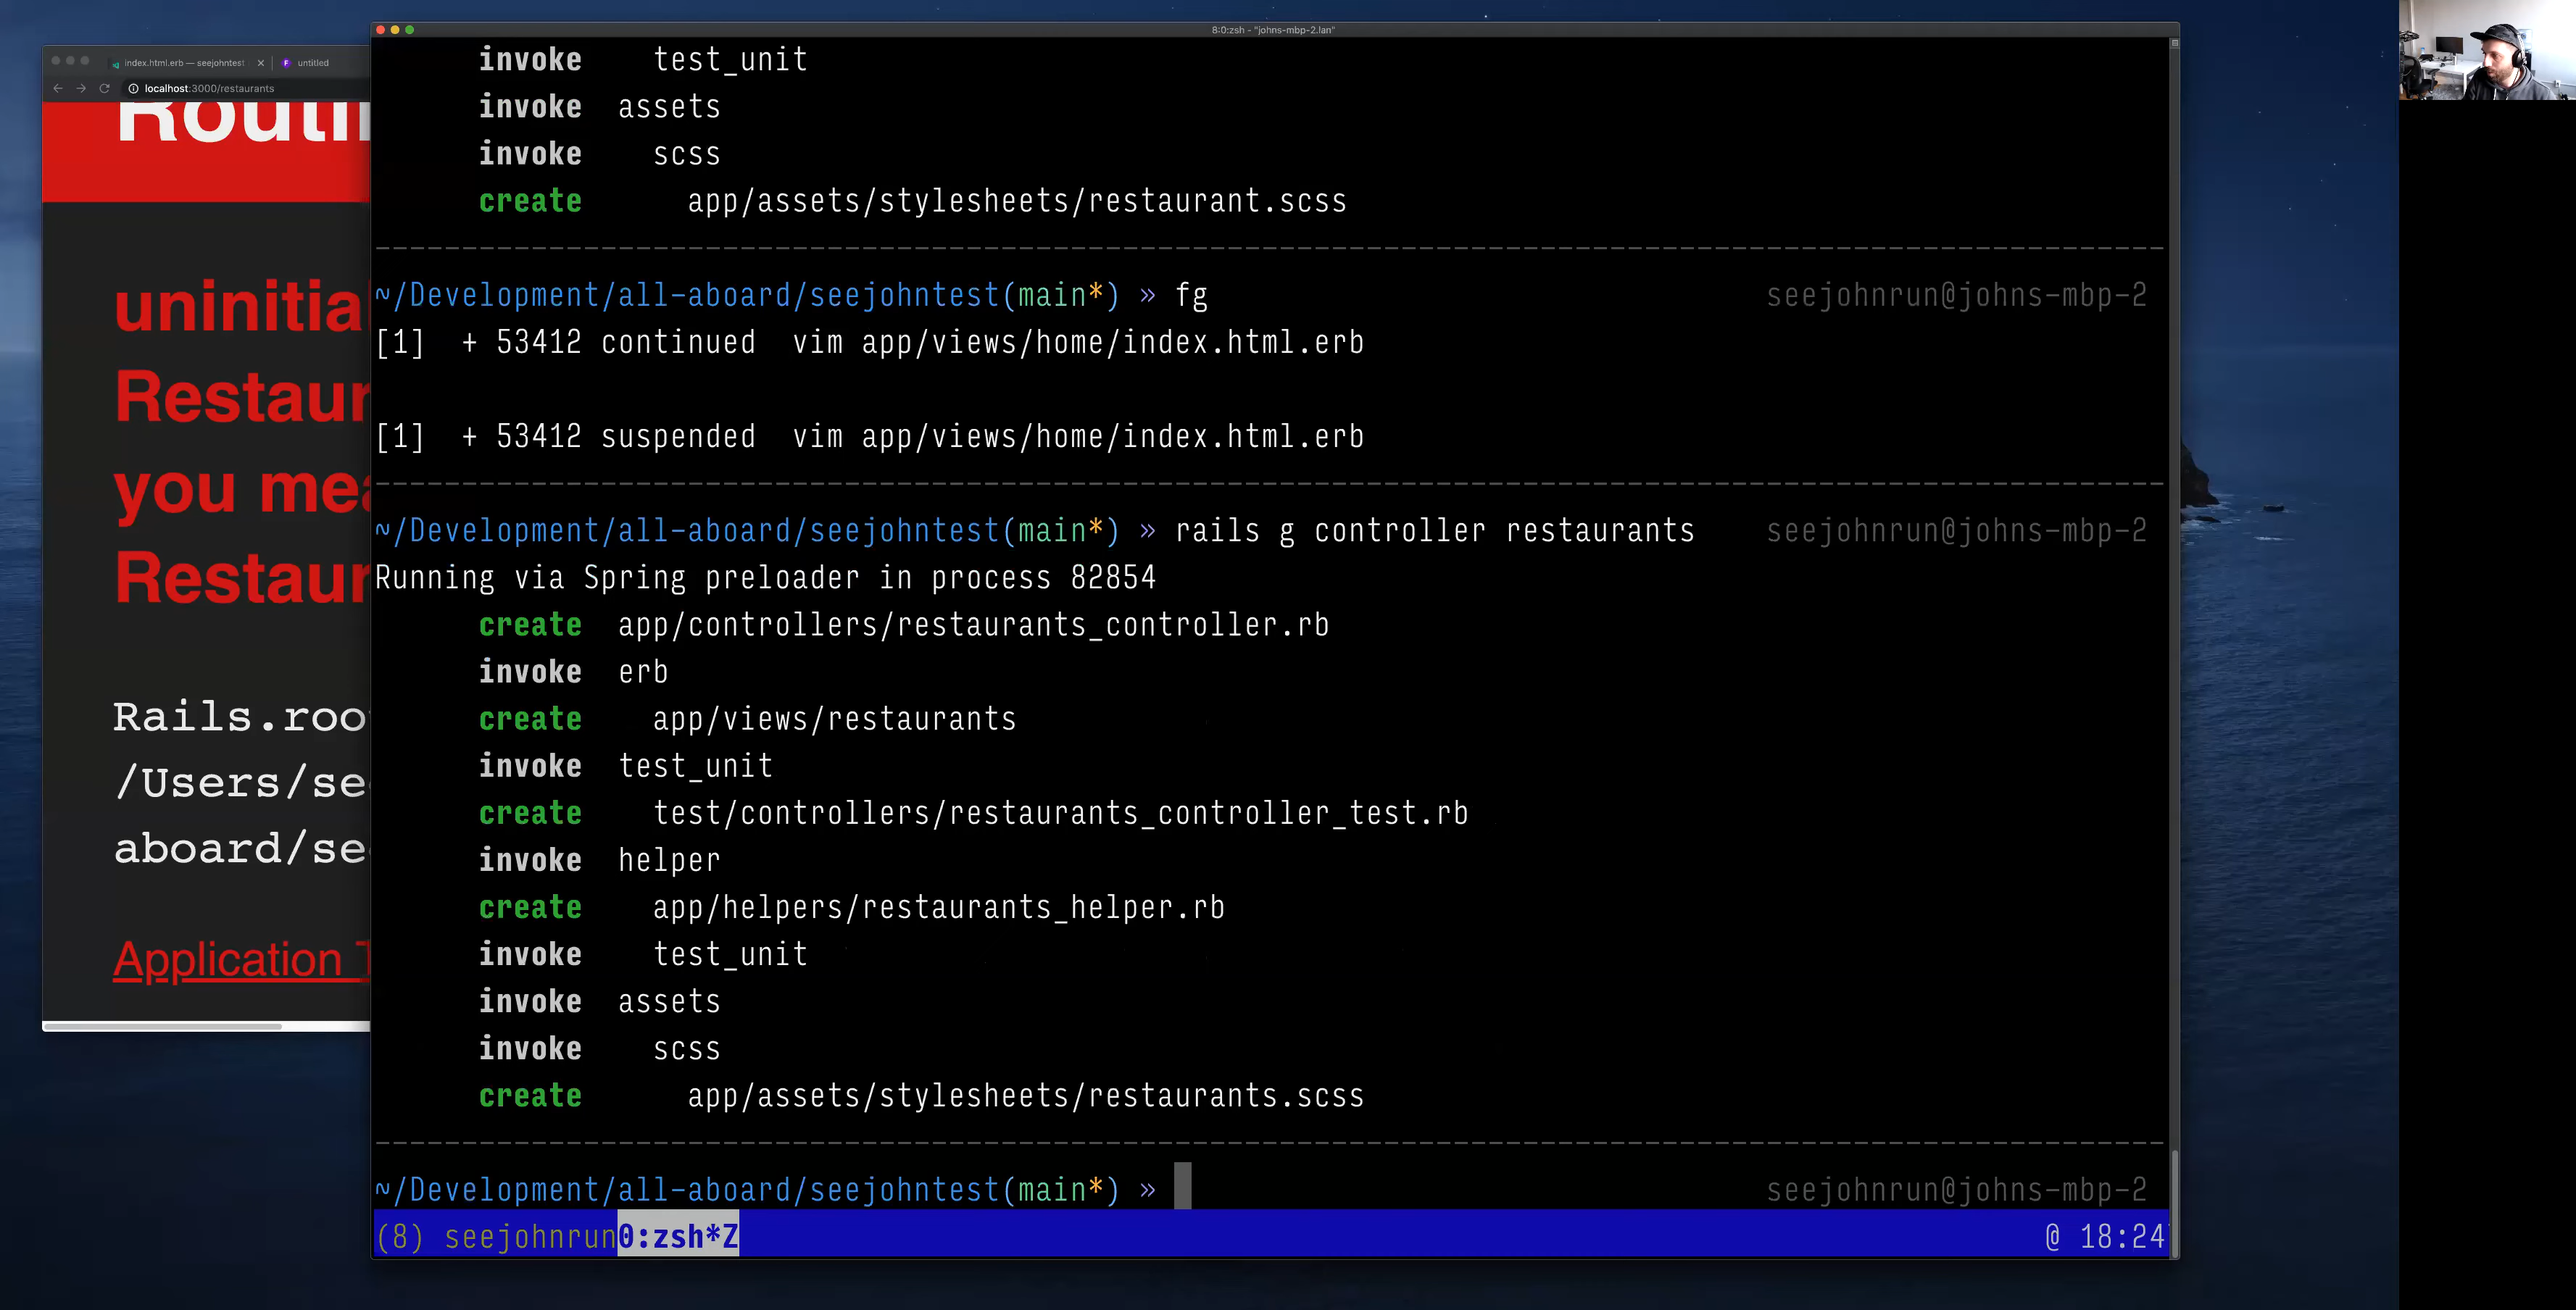 8:0:zsh - "johns-mbp-2.lan"
index.html.erb — seejohntest
untitled
localhost:3000/restaurants
uninitial
Restaur
you mea
Restaur
Rails.roo
/Users/see
aboard/see
Application T
invoke test_unit
invoke assets
invoke scss
create app/assets/stylesheets/restaurant.scss
~/Development/all-aboard/seejohntest(main*) » fg seejohnrun@johns-mbp-2
[1] + 53412 continued vim app/views/home/index.html.erb
[1] + 53412 suspended vim app/views/home/index.html.erb
~/Development/all-aboard/seejohntest(main*) » rails g controller restaurants seejohnrun@johns-mbp-2
Running via Spring preloader in process 82854
create app/controllers/restaurants_controller.rb
invoke erb
create app/views/restaurants
invoke test_unit
create test/controllers/restaurants_controller_test.rb
invoke helper
create app/helpers/restaurants_helper.rb
invoke test_unit
invoke assets
invoke scss
create app/assets/stylesheets/restaurants.scss
~/Development/all-aboard/seejohntest(main*) » seejohnrun@johns-mbp-2
(8) seejohnrun0:zsh*Z @ 18:24